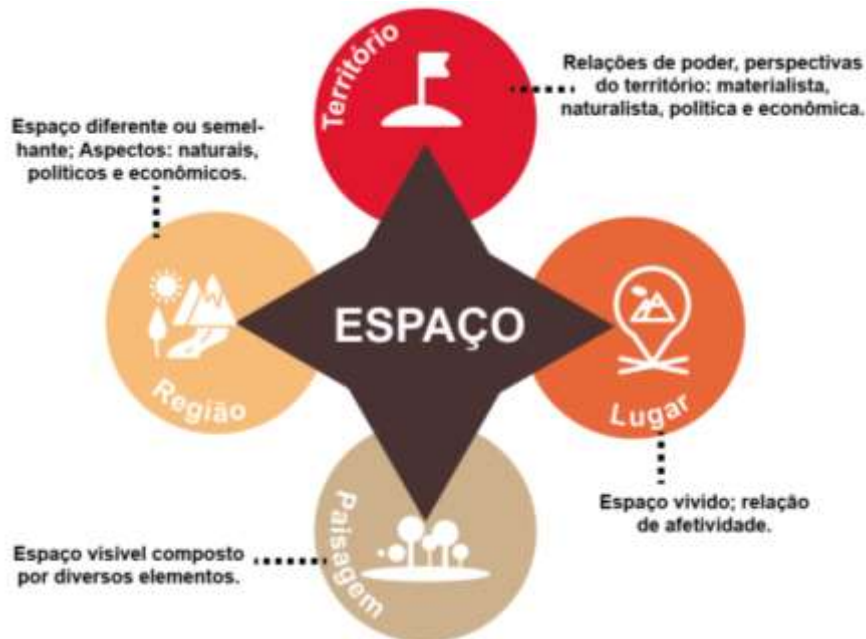 Território
Relações de poder, perspectivas
do território: materialista,
naturalista, política e econômica.
Espaço diferente ou semel-
hante; Aspectos: naturais,
políticos e econômicos.
ESPAÇO
Região
Lugar
Espaço vivido; relação
de afetividade.
Paisagem
Espaço visível composto
por diversos elementos.